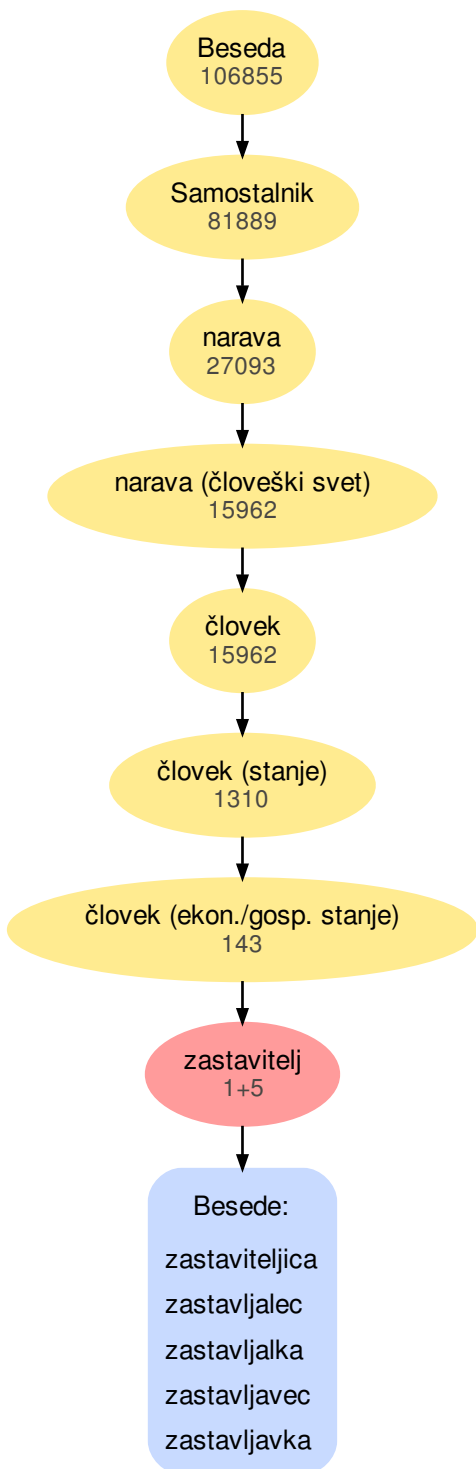 Beseda
106855
Samostalnik
81889
narava
27093
narava (človeški svet)
15962
človek
15962
človek (stanje)
1310
človek (ekon./gosp. stanje)
143
zastavitelj
1+5
Besede:
zastaviteljica
zastavljalec
zastavljalka
zastavljavec
zastavljavka